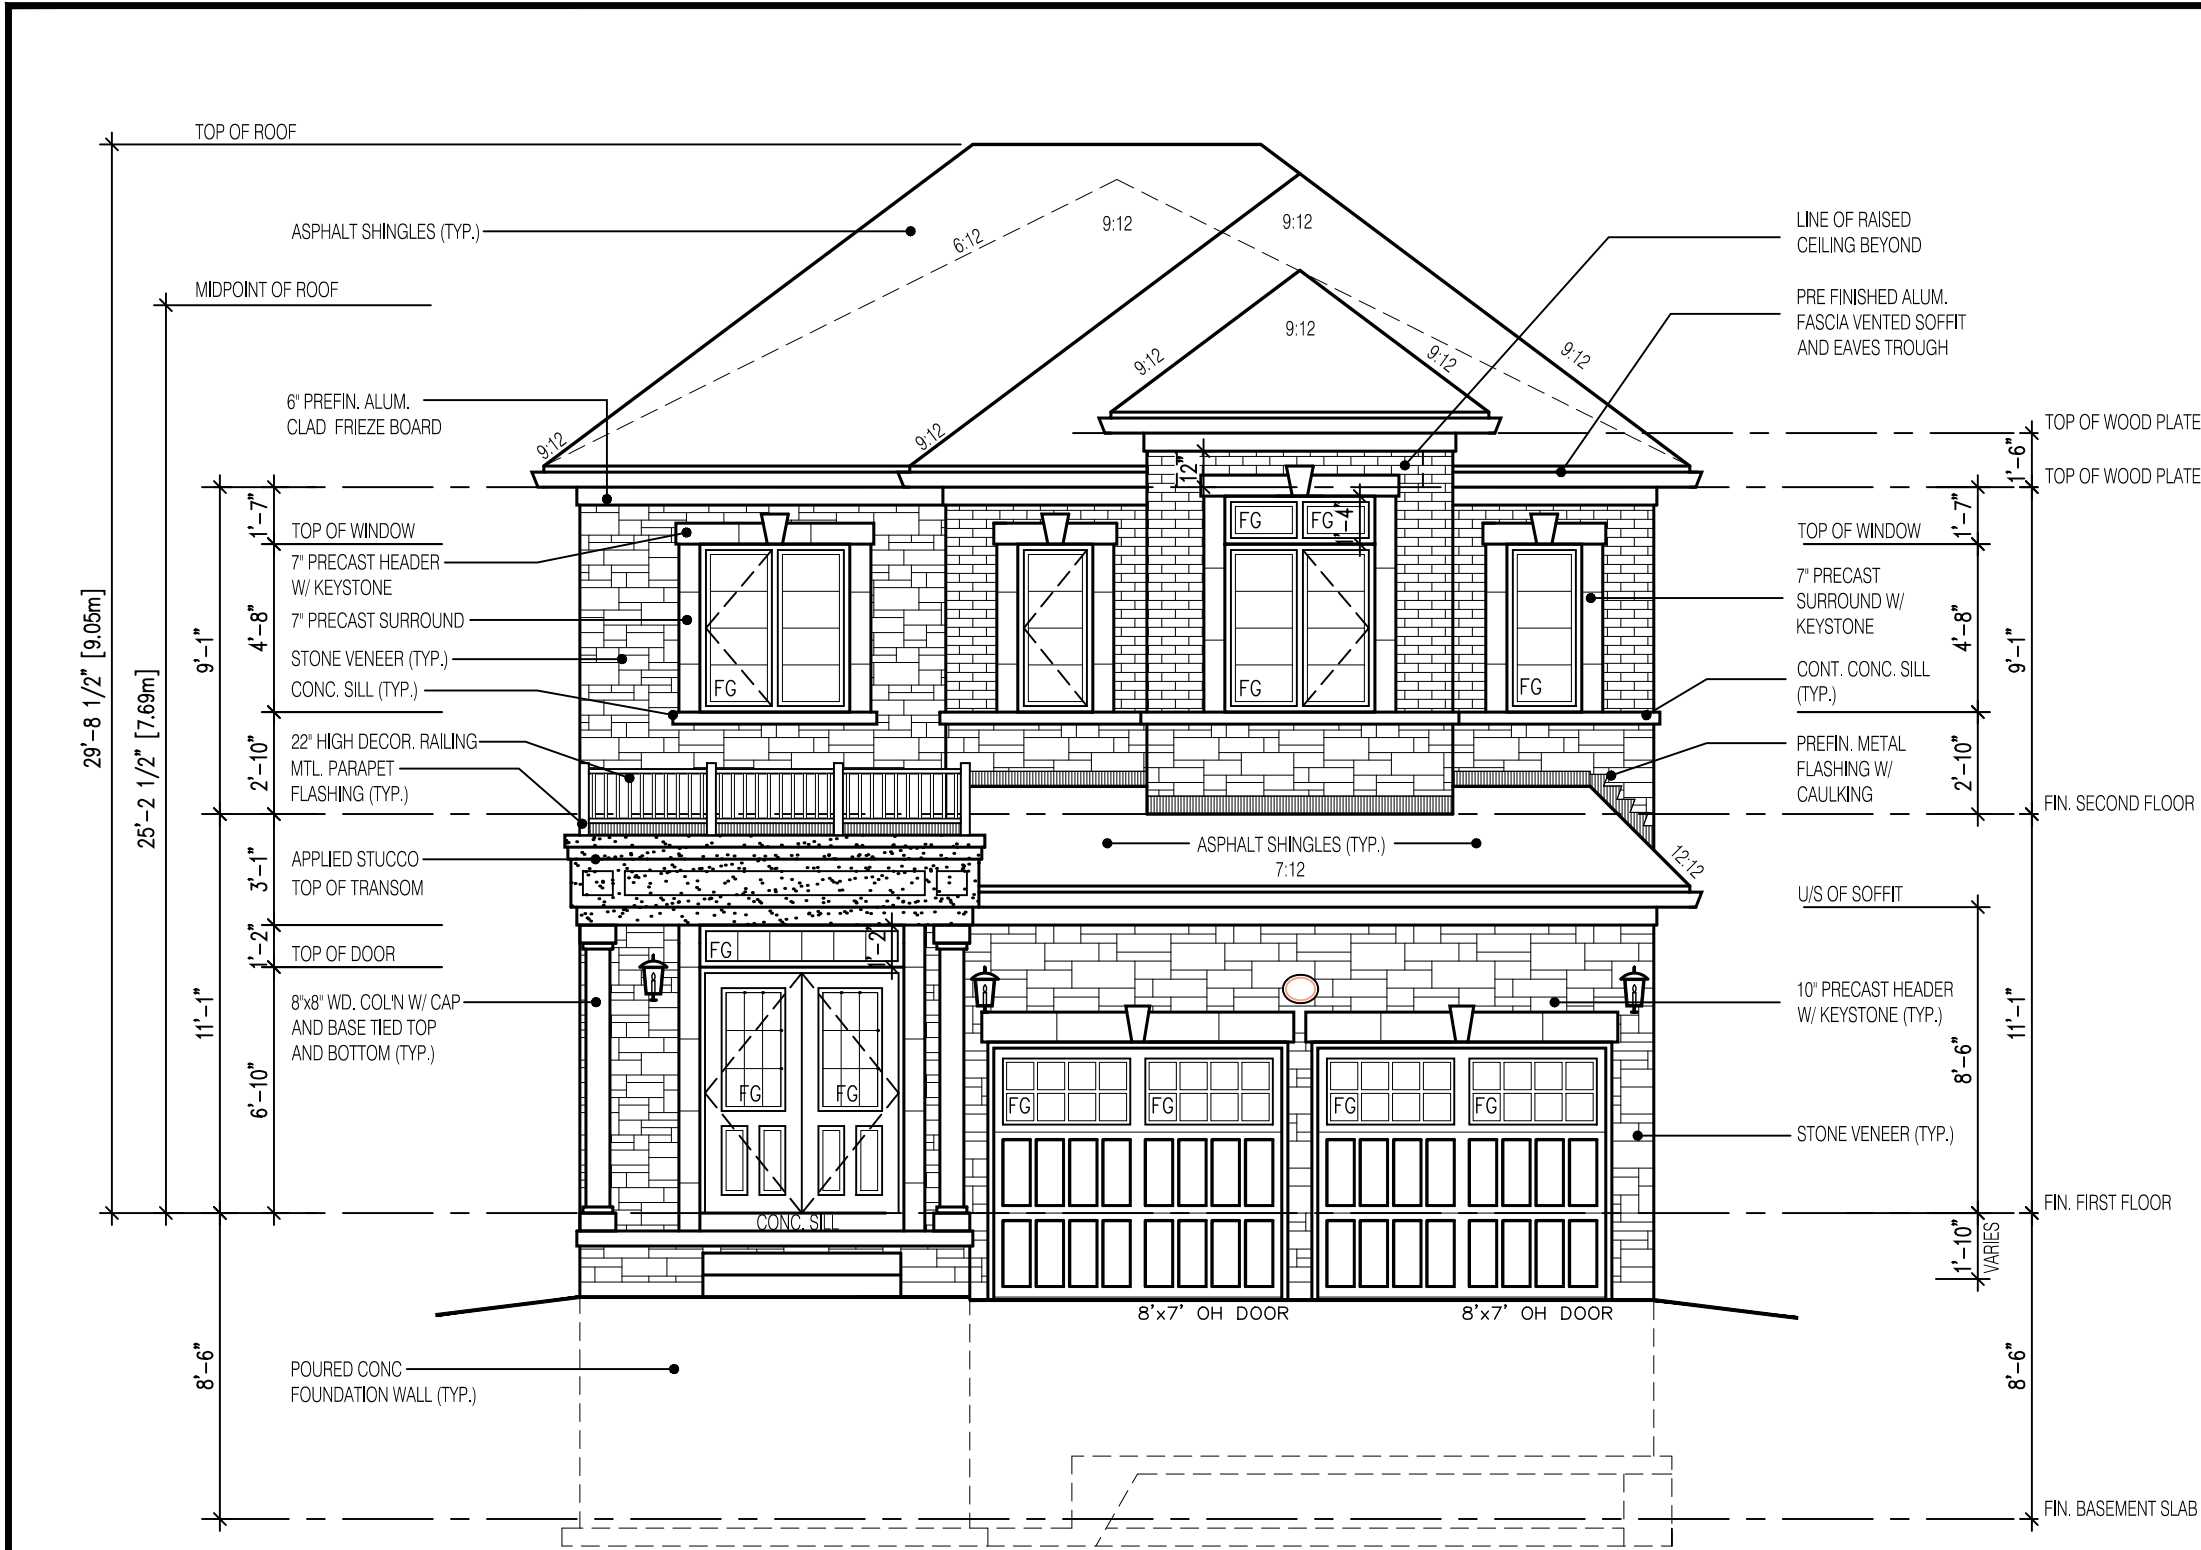 TOP OF ROOF
ASPHALT SHINGLES (TYP.)
MIDPOINT OF ROOF
6" PREFIN. ALUM.
CLAD FRIEZE BOARD
TOP OF WINDOW
7" PRECAST HEADER
W/ KEYSTONE
7" PRECAST SURROUND
STONE VENEER (TYP.)
CONC. SILL (TYP.)
22" HIGH DECOR. RAILING
MTL. PARAPET
FLASHING (TYP.)
APPLIED STUCCO
TOP OF TRANSOM
TOP OF DOOR
8"x8" WD. COL'N W/ CAP
AND BASE TIED TOP
AND BOTTOM (TYP.)
POURED CONC
FOUNDATION WALL (TYP.)
29'-8 1/2" [9.05m]
25'-2 1/2" [7.69m]
9'-1"
11'-1"
8'-6"
1'-7"
4'-8"
2'-10"
3'-1"
1'-2"
6'-10"
6:12
9:12
9:12
9:12
9:12
9:12
9:12
9:12
9:12
12"
FG
FG
1'-4"
FG
FG
FG
ASPHALT SHINGLES (TYP.)
7:12
12:12
FG
1'-2"
FG
FG
FG
FG
FG
FG
CONC. SILL
8'x7' OH DOOR
8'x7' OH DOOR
LINE OF RAISED
CEILING BEYOND
PRE FINISHED ALUM.
FASCIA VENTED SOFFIT
AND EAVES TROUGH
TOP OF WINDOW
7" PRECAST
SURROUND W/
KEYSTONE
CONT. CONC. SILL
(TYP.)
PREFIN. METAL
FLASHING W/
CAULKING
U/S OF SOFFIT
10" PRECAST HEADER
W/ KEYSTONE (TYP.)
STONE VENEER (TYP.)
1'-7"
4'-8"
2'-10"
8'-6"
1'-10"
VARIES
1'-6"
9'-1"
11'-1"
8'-6"
TOP OF WOOD PLATE
TOP OF WOOD PLATE
FIN. SECOND FLOOR
FIN. FIRST FLOOR
FIN. BASEMENT SLAB